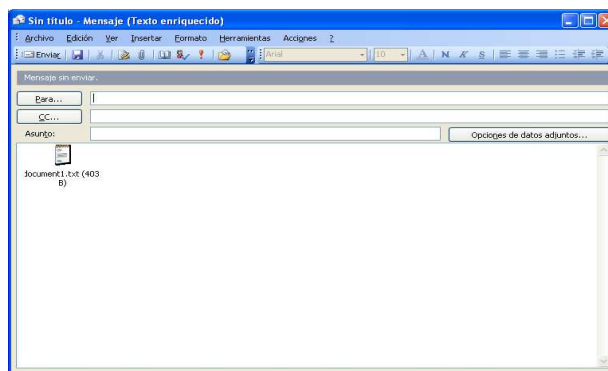 Sin título - Mensaje (Texto enriquecido)
Archivo Edición Ver Insertar Formato Herramientas Acciones ?
Enviar Arial 10 A N K S
Mensaje sin enviar.
Para...
CC...
Asunto: Opciones de datos adjuntos...
document1.txt (403
B)